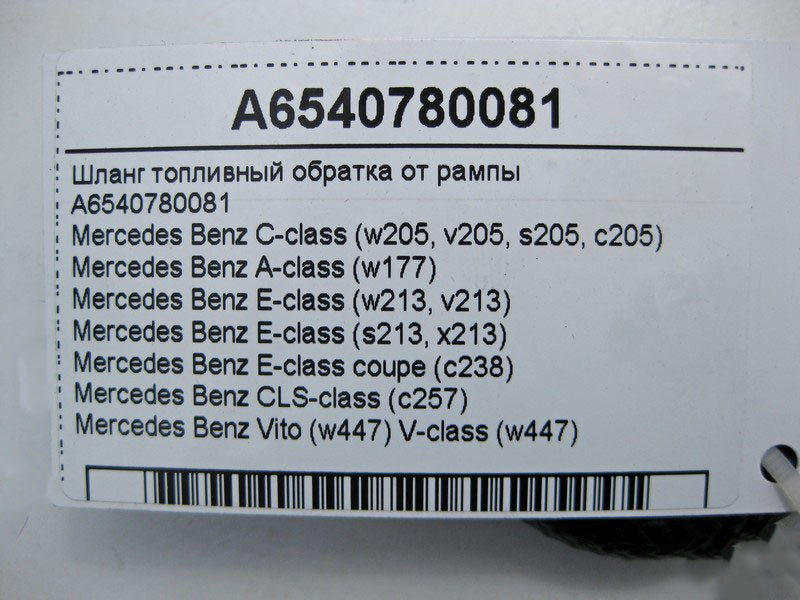 A6540780081
Шланг топливный обратка от рампы
A6540780081
Mercedes Benz C-class (w205, v205, s205, c205)
Mercedes Benz A-class (w177)
Mercedes Benz E-class (w213, v213)
Mercedes Benz E-class (s213, x213)
Mercedes Benz E-class coupe (c238)
Mercedes Benz CLS-class (c257)
Mercedes Benz Vito (w447) V-class (w447)